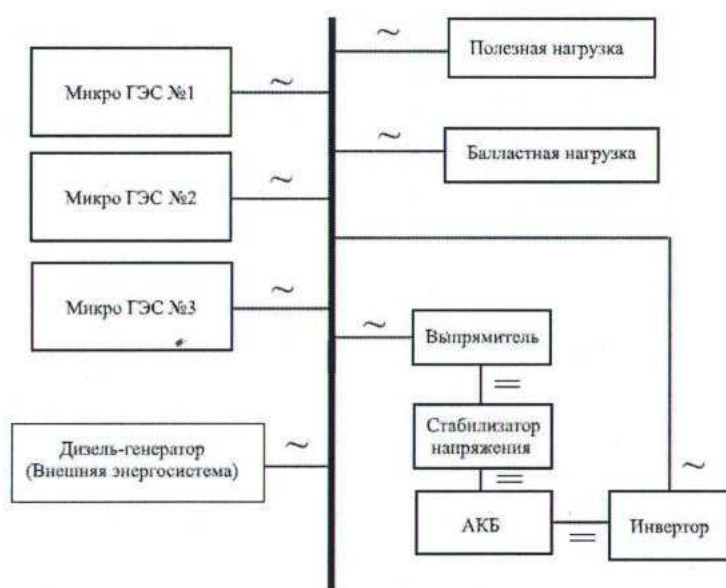 Микро ГЭС №1
Микро ГЭС №2
Микро ГЭС №3
Дизель-генератор
(Внешняя энергосистема)
~
~
~
~
~
Полезная нагрузка
~
Балластная нагрузка
~
Выпрямитель
=
Стабилизатор
напряжения
=
АКБ
=
Инвертор
~